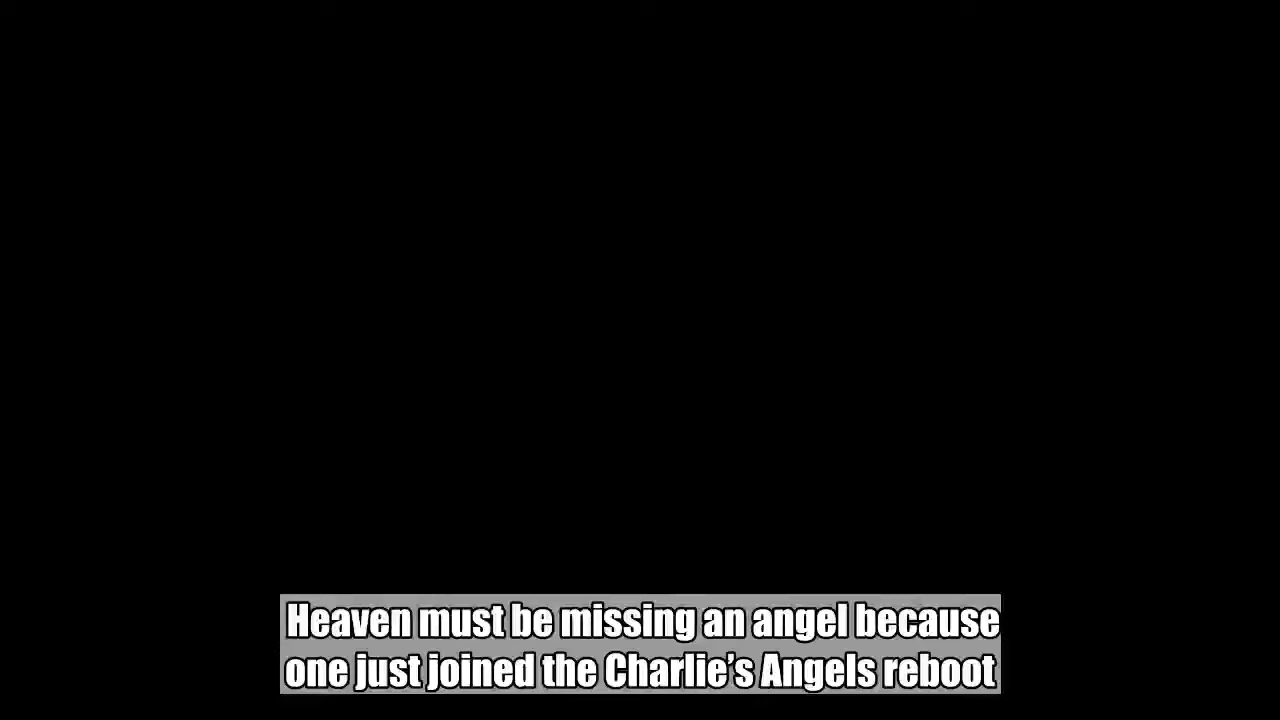 Heaven must be missing an angel because
one just joined the Charlie’s Angels reboot